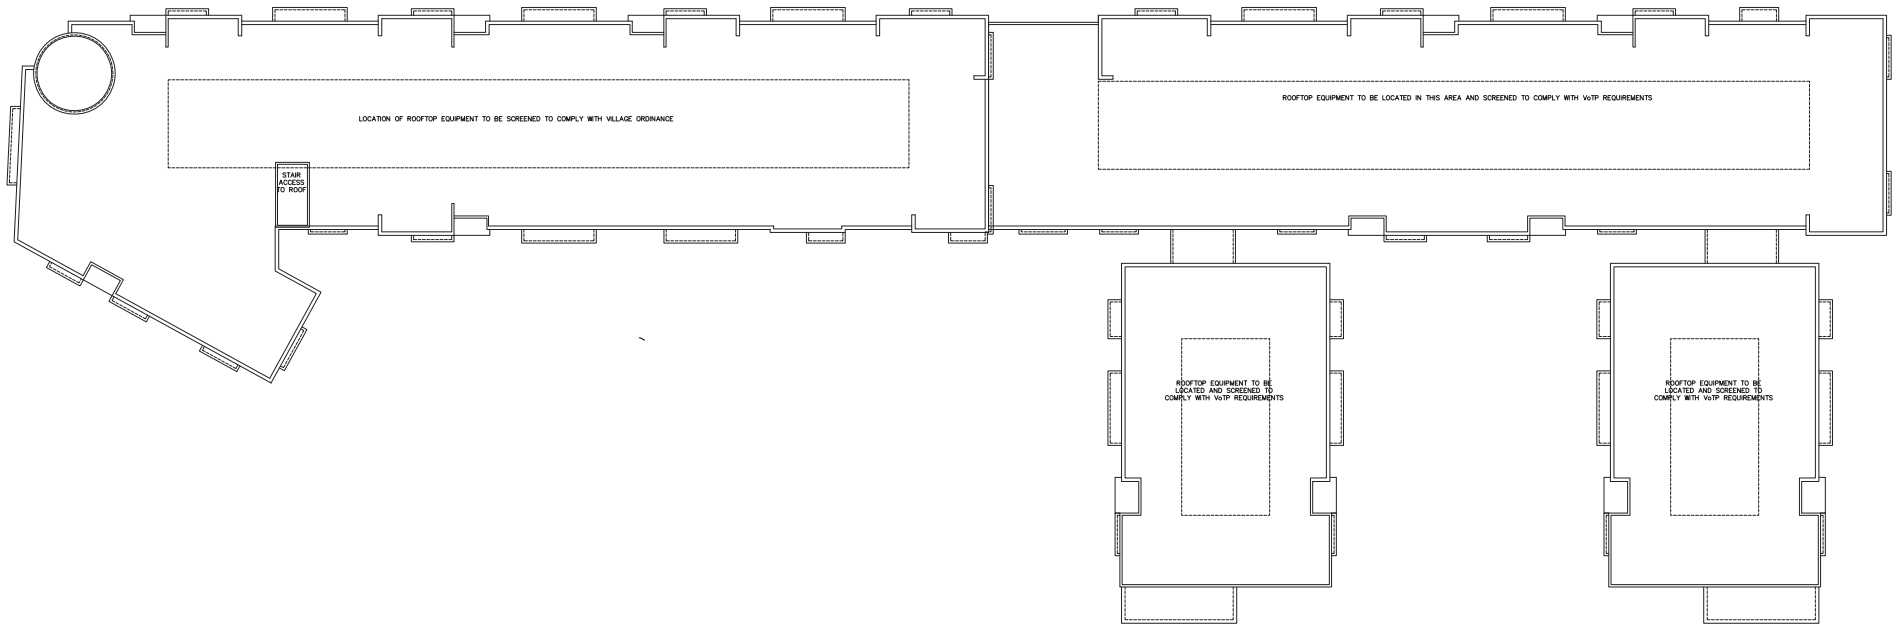 ROOFTOP EQUIPMENT TO BE LOCATED IN THIS AREA AND SCREENED TO COMPLY WITH VoTP REQUIREMENTS
LOCATION OF ROOFTOP EQUIPMENT TO BE SCREENED TO COMPLY WITH VILLAGE ORDINANCE
STAIR
ACCESS
TO ROOF
ROOFTOP EQUIPMENT TO BE
LOCATED AND SCREENED TO
COMPLY WITH VoTP REQUIREMENTS
ROOFTOP EQUIPMENT TO BE
LOCATED AND SCREENED TO
COMPLY WITH VoTP REQUIREMENTS